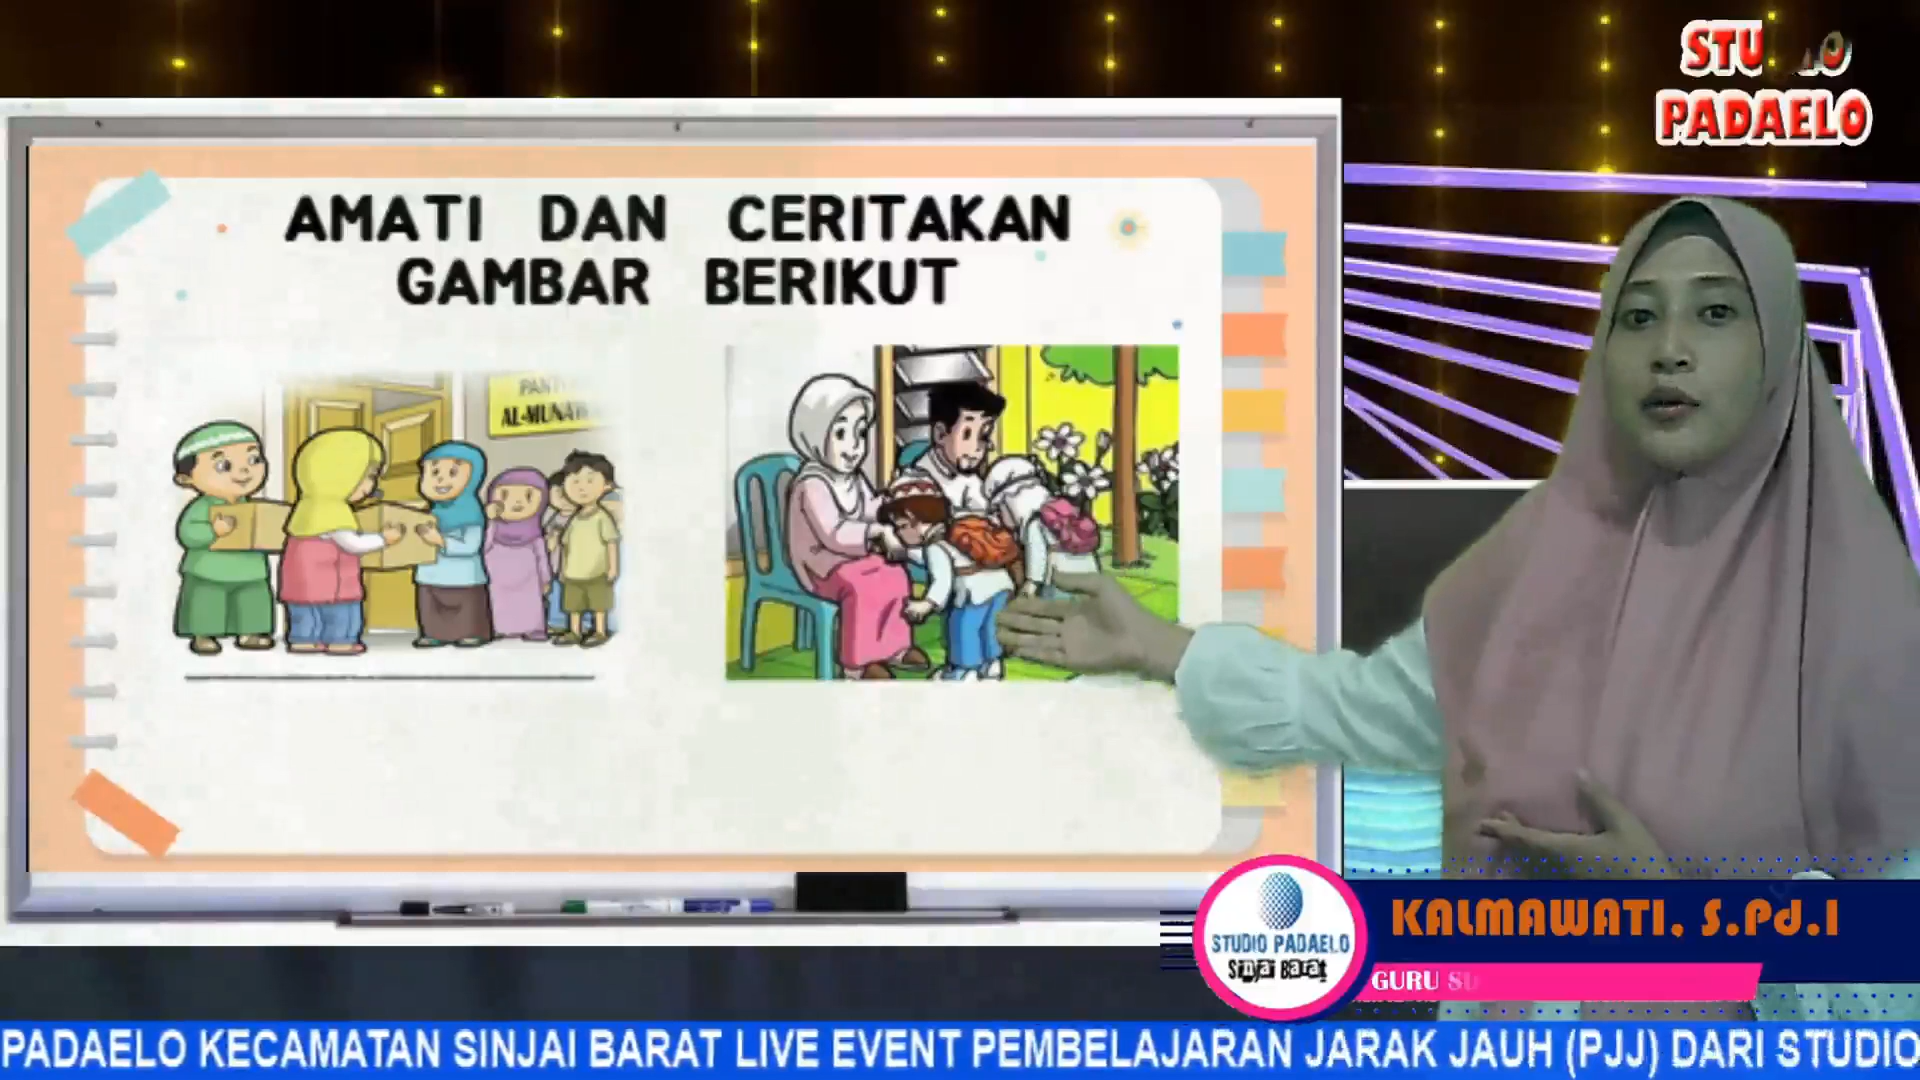 STU
PADAELO
AMATI DAN CERITAKAN
GAMBAR BERIKUT
STUDIO PADAELO
Sinjai Barat
KALMAWATI, S.Pd.I
GURU SU
PADAELO KECAMATAN SINJAI BARAT LIVE EVENT PEMBELAJARAN JARAK JAUH (PJJ) DARI STUDIO